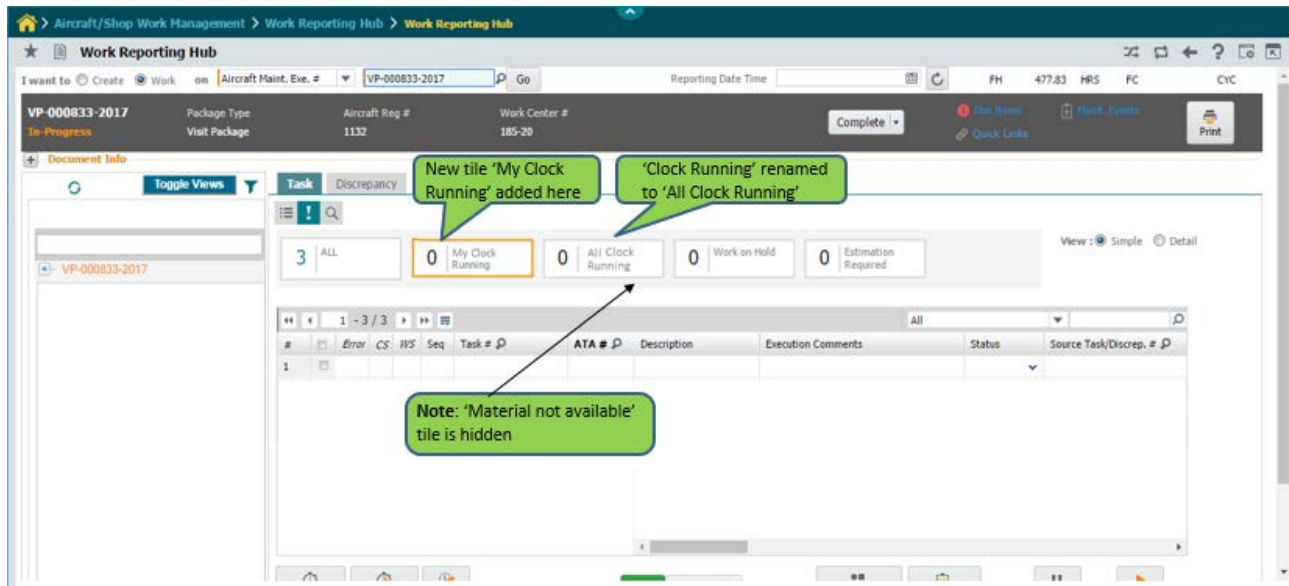 Aircraft/Shop Work Management > Work Reporting Hub > Work Reporting Hub
Work Reporting Hub
I want to Create Work on Aircraft Maint. Exe. # VP-000833-2017 Go Reporting Date Time FH 477.83 HRS FC CYC
VP-000833-2017 Package Type Aircraft Reg # Work Center #
In-Progress Visit Package 1132 185-20
Complete
Due Items Maint. Events
Quick Links
Print
+ Document Info
Toggle Views
Task Discrepancy
New tile 'My Clock
Running' added here
'Clock Running' renamed
to 'All Clock Running'
3 ALL
0 My Clock
Running
0 All Clock
Running
0 Work on Hold
0 Estimation
Required
View : Simple Detail
+ VP-000833-2017
1 - 3 / 3 All
# Error CS IVS Seq Task # ATA # Description Execution Comments Status Source Task/Discrep. #
1
Note: 'Material not available'
tile is hidden